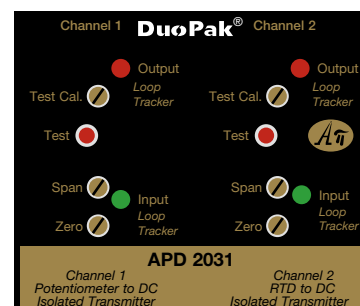 Channel 1 DuoPak® Channel 2
Output Output
Test Cal. Loop Tracker Test Cal. Loop Tracker
Test Test
Span Span
Input Input
Loop Tracker Loop Tracker
Zero Zero
APD 2031
Channel 1 Channel 2
Potentiometer to DC RTD to DC
Isolated Transmitter Isolated Transmitter